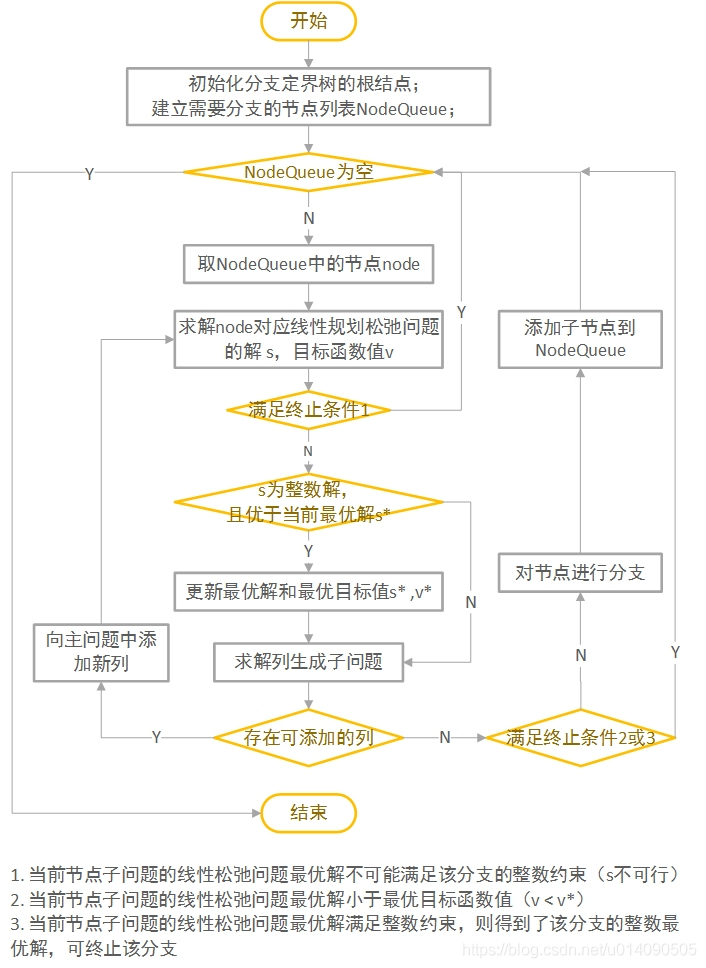 开始
初始化分支定界树的根结点；
建立需要分支的节点列表NodeQueue；
Y
NodeQueue为空
N
取NodeQueue中的节点node
求解node对应线性规划松弛问题
的解 s，目标函数值v
Y
添加子节点到
NodeQueue
满足终止条件1
N
s为整数解，
且优于当前最优解s*
Y
对节点进行分支
更新最优解和最优目标值s* ,v*
N
向主问题中添
加新列
求解列生成子问题
N
Y
Y
存在可添加的列
N
满足终止条件2或3
结束
1. 当前节点子问题的线性松弛问题最优解不可能满足该分支的整数约束（s不可行）
2. 当前节点子问题的线性松弛问题最优解小于最优目标函数值（v < v*）
3. 当前节点子问题的线性松弛问题最优解满足整数约束，则得到了该分支的整数最
优解，可终止该分支
https://blog.csdn.net/u014090505